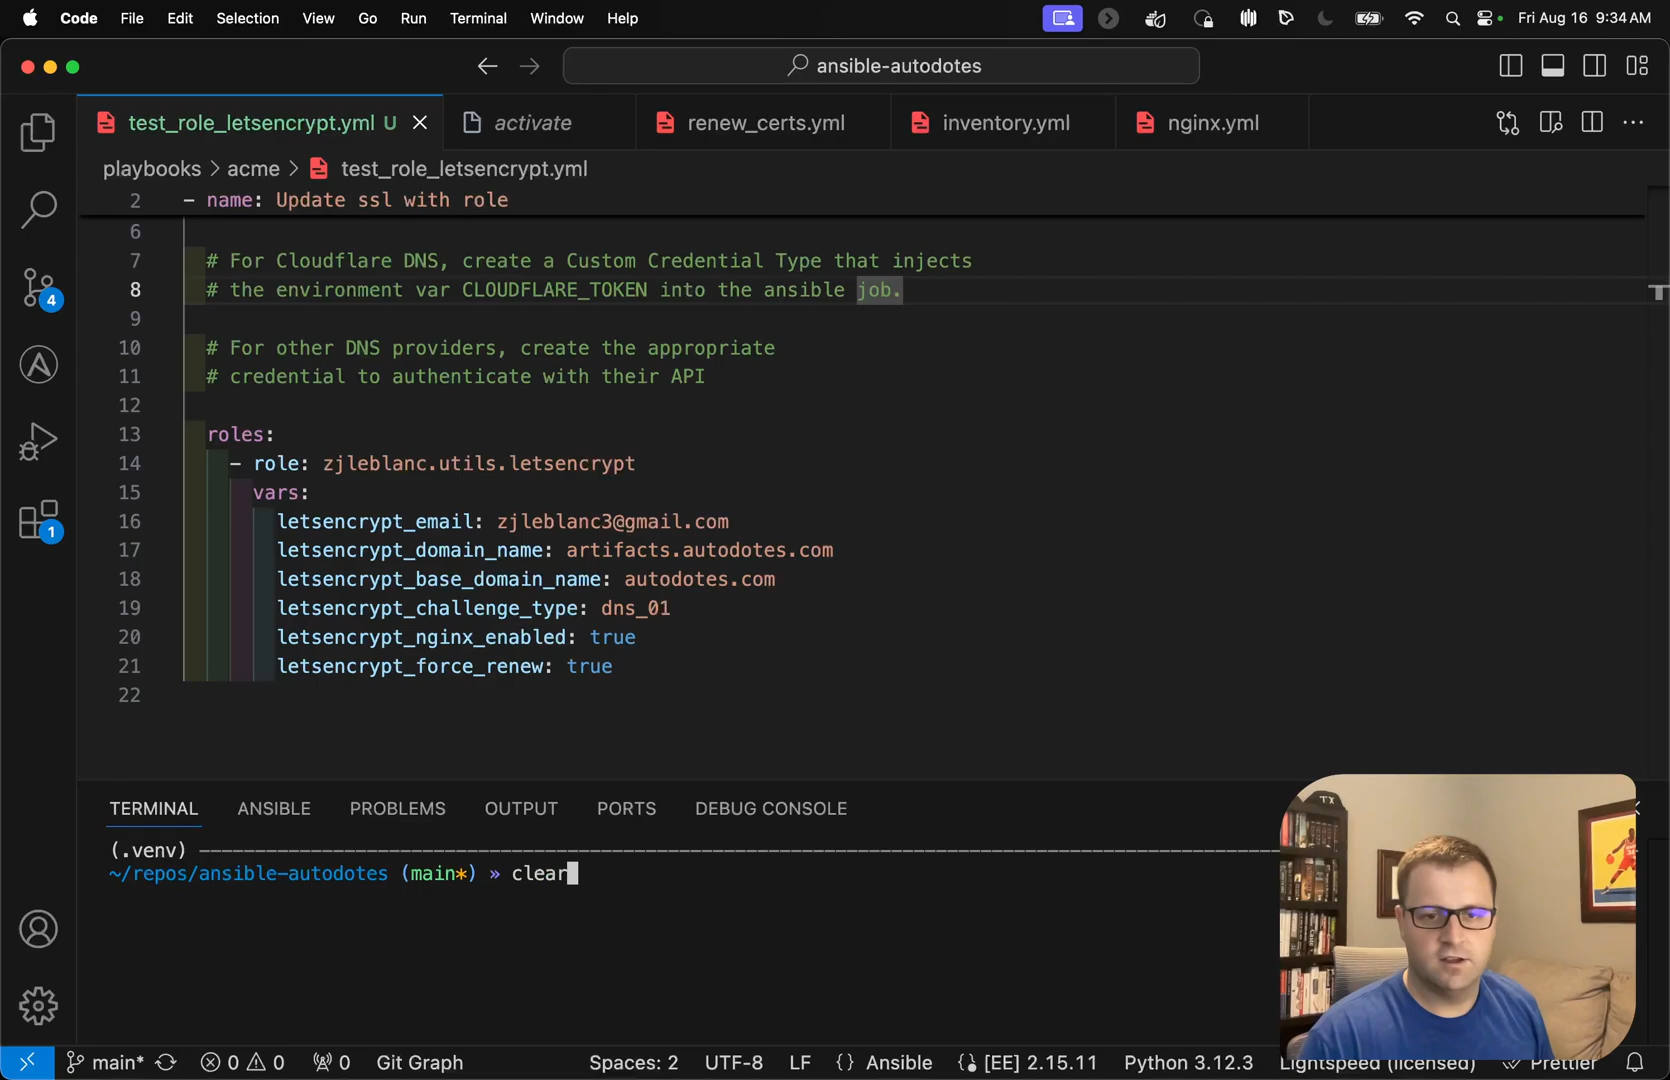 Code File Edit Selection View Go Run Terminal Window Help Fri Aug 16 9:34 AM
ansible-autodotes
test_role_letsencrypt.yml U activate renew_certs.yml inventory.yml nginx.yml
playbooks > acme > test_role_letsencrypt.yml
2 - name: Update ssl with role
6
7 # For Cloudflare DNS, create a Custom Credential Type that injects
8 # the environment var CLOUDFLARE_TOKEN into the ansible job.
9
10 # For other DNS providers, create the appropriate
11 # credential to authenticate with their API
12
13 roles:
14 - role: zjleblanc.utils.letsencrypt
15 vars:
16 letsencrypt_email: zjleblanc3@gmail.com
17 letsencrypt_domain_name: artifacts.autodotes.com
18 letsencrypt_base_domain_name: autodotes.com
19 letsencrypt_challenge_type: dns_01
20 letsencrypt_nginx_enabled: true
21 letsencrypt_force_renew: true
22
4
1
TERMINAL ANSIBLE PROBLEMS OUTPUT PORTS DEBUG CONSOLE
(.venv)
~/repos/ansible-autodotes (main*) » clear
main* 0 0 0 Git Graph Spaces: 2 UTF-8 LF {} Ansible [EE] 2.15.11 Python 3.12.3 Lightspeed (licensed) Prettier